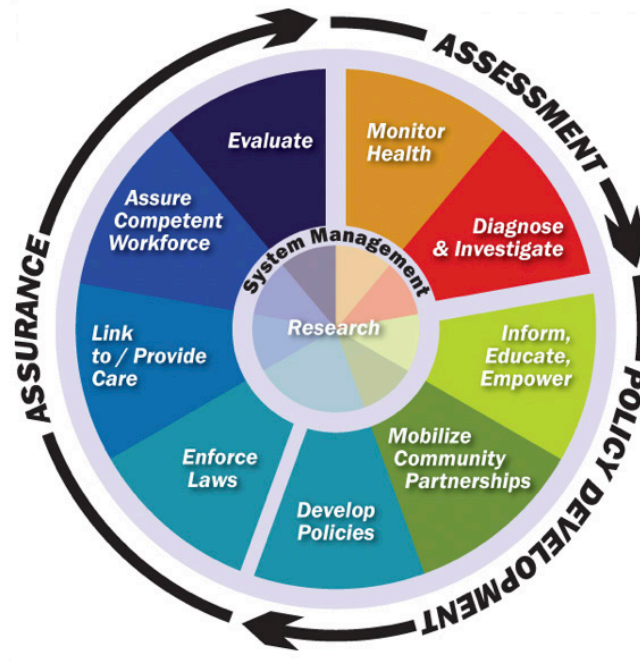 ASSESSMENT
Monitor
Health
Diagnose
& Investigate
POLICY DEVELOPMENT
Inform,
Educate,
Empower
Mobilize
Community
Partnerships
Develop
Policies
ASSURANCE
Enforce
Laws
Link
to / Provide
Care
Assure
Competent
Workforce
Evaluate
System Management
Research